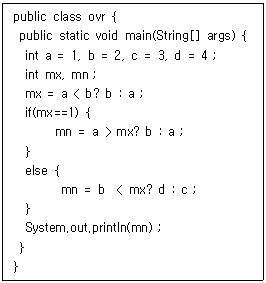 public class ovr {
public static void main(String[] args) {
int a = 1, b = 2, c = 3, d = 4 ;
int mx, mn ;
mx = a < b? b : a ;
if(mx==1) {
mn = a > mx? b : a ;
}
else {
mn = b < mx? d : c ;
}
System.out.println(mn) ;
}
}